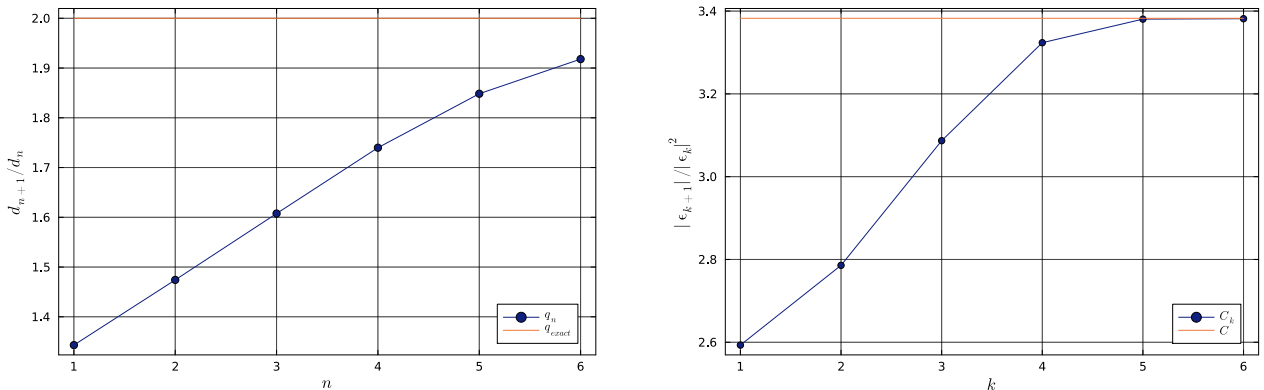 2.0
1.9
1.8
1.7
1.6
1.5
1.4
d_{n+1}/d_n
1 2 3 4 5 6
n
q_n
q_{exact}
3.4
3.2
3.0
2.8
2.6
|ϵ_{k+1}|/|ϵ_k|^2
1 2 3 4 5 6
k
C_k
C